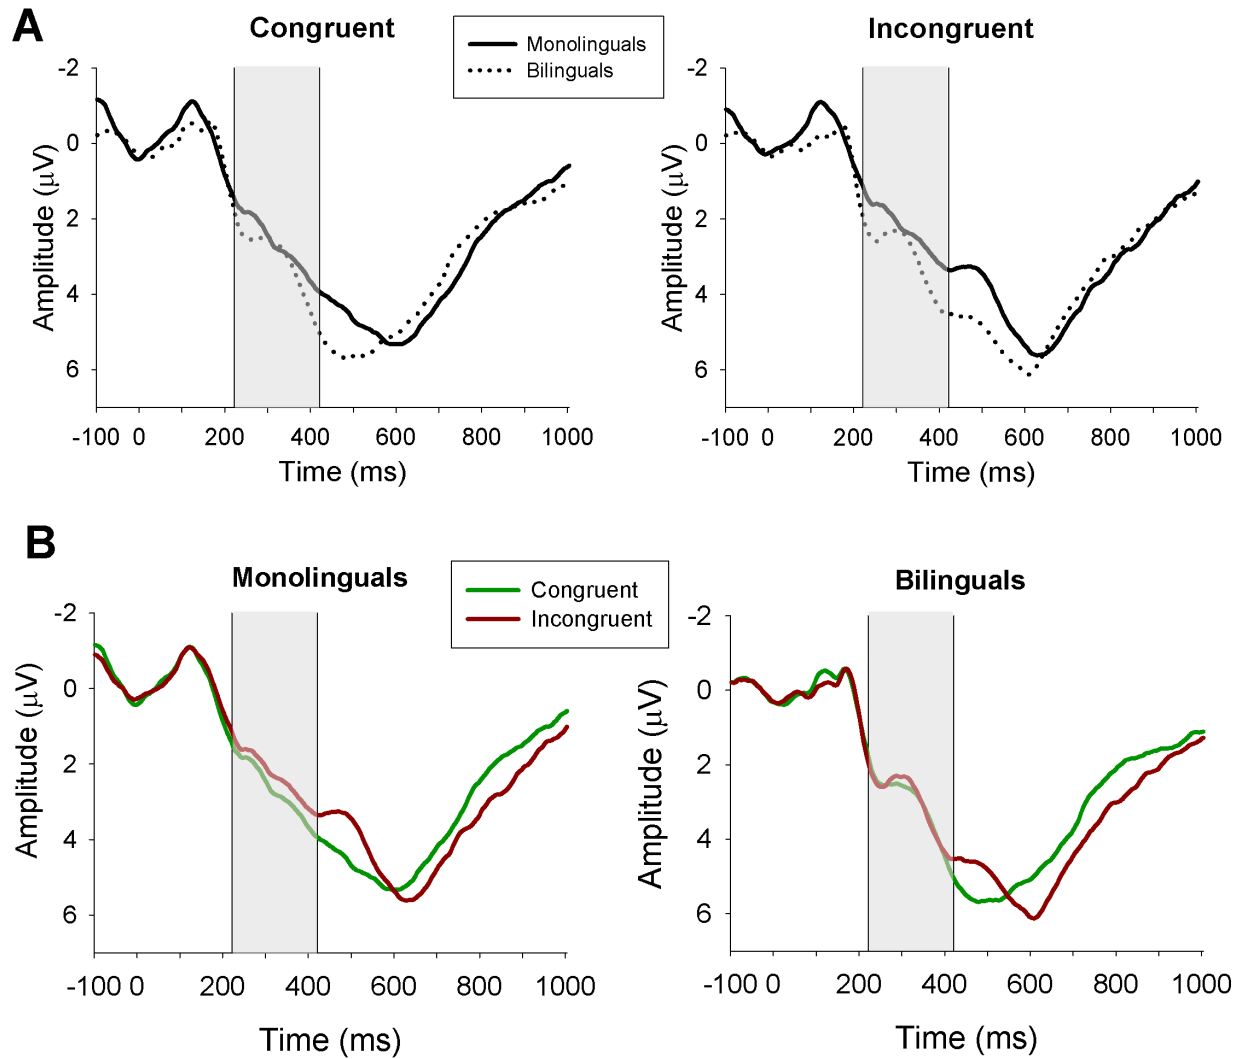 A
Congruent
Monolinguals
Bilinguals
Incongruent
-2
0
2
4
6
Amplitude (μV)
-100 0 200 400 600 800 1000
Time (ms)
-2
0
2
4
6
Amplitude (μV)
-100 0 200 400 600 800 1000
Time (ms)
B
Monolinguals
Congruent
Incongruent
Bilinguals
-2
0
2
4
6
Amplitude (μV)
-100 0 200 400 600 800 1000
Time (ms)
-2
0
2
4
6
Amplitude (μV)
-100 0 200 400 600 800 1000
Time (ms)